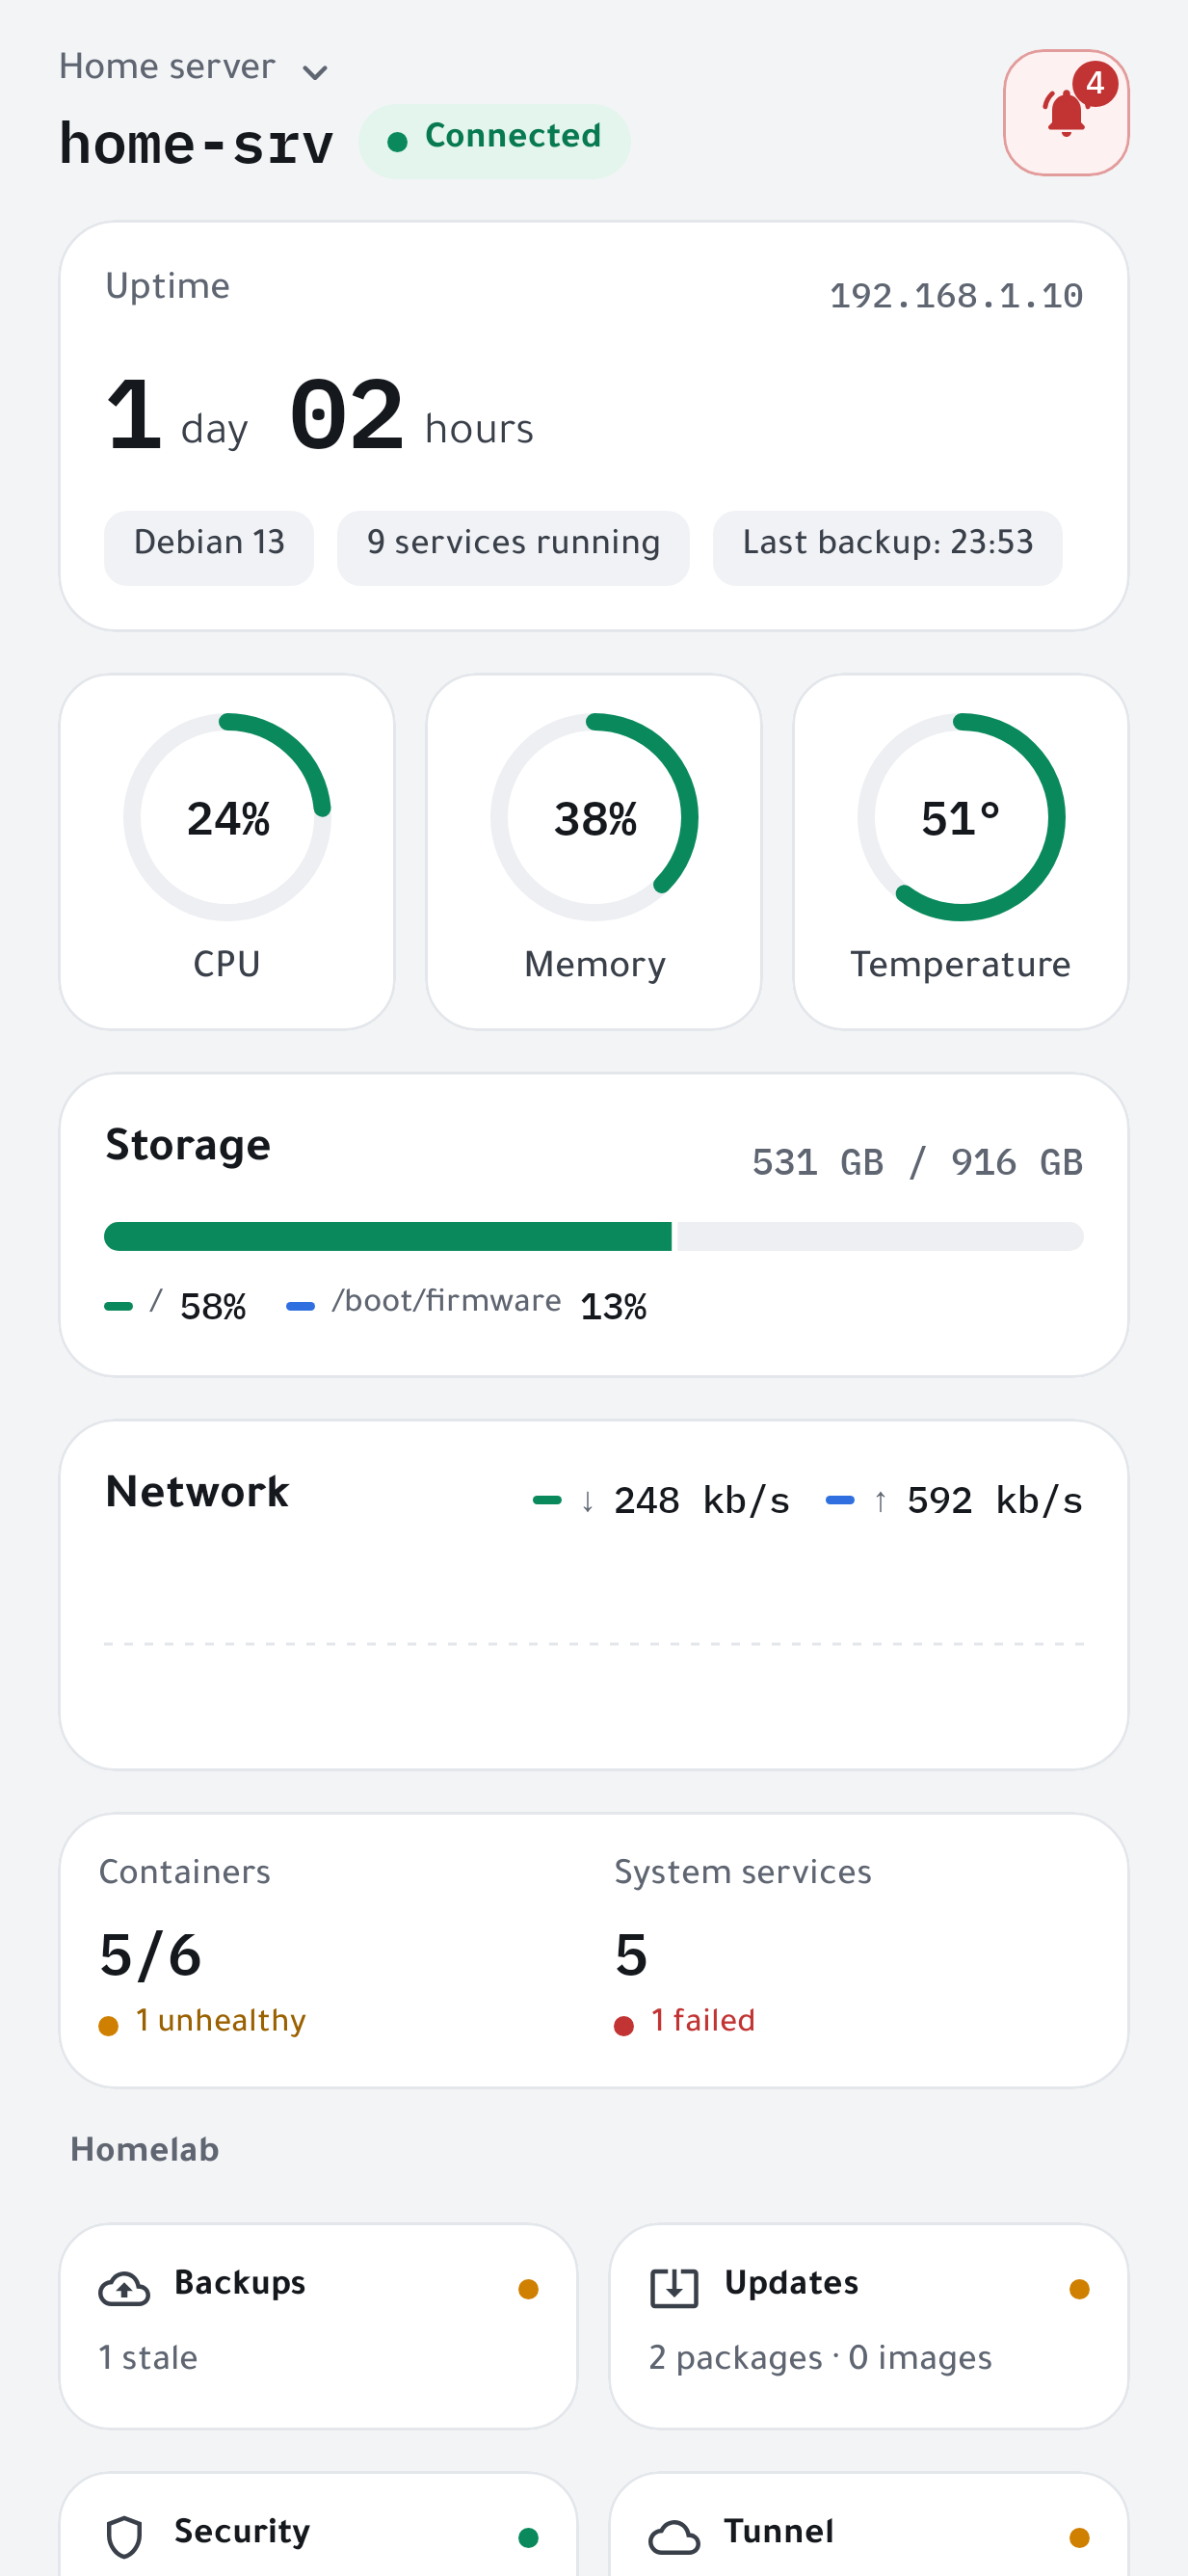 Home server
home-srv
Connected
4
Uptime
192.168.1.10
1 day 02 hours
Debian 13
9 services running
Last backup: 23:53
24%
CPU
38%
Memory
51°
Temperature
Storage
531 GB / 916 GB
/ 58%
/boot/firmware 13%
Network
↓ 248 kb/s
↑ 592 kb/s
Containers
5/6
1 unhealthy
System services
5
1 failed
Homelab
Backups
1 stale
Updates
2 packages · 0 images
Security
Tunnel